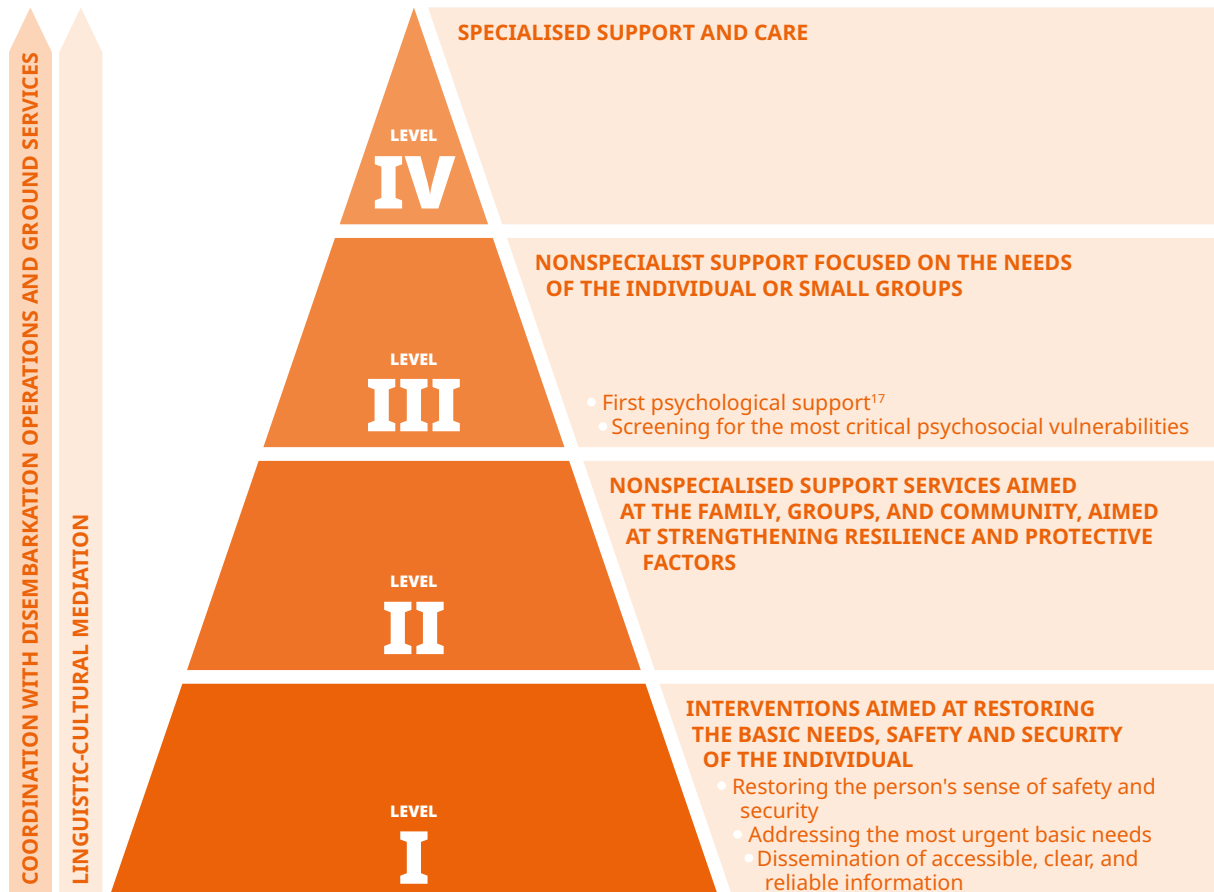 COORDINATION WITH DISEMBARKATION OPERATIONS AND GROUND SERVICES
LINGUISTIC-CULTURAL MEDIATION
LEVEL
IV
SPECIALISED SUPPORT AND CARE
LEVEL
III
NONSPECIALIST SUPPORT FOCUSED ON THE NEEDS
OF THE INDIVIDUAL OR SMALL GROUPS
• First psychological support¹⁷
• Screening for the most critical psychosocial vulnerabilities
LEVEL
II
NONSPECIALISED SUPPORT SERVICES AIMED
AT THE FAMILY, GROUPS, AND COMMUNITY, AIMED
AT STRENGTHENING RESILIENCE AND PROTECTIVE
FACTORS
LEVEL
I
INTERVENTIONS AIMED AT RESTORING
THE BASIC NEEDS, SAFETY AND SECURITY
OF THE INDIVIDUAL
• Restoring the person's sense of safety and
security
• Addressing the most urgent basic needs
• Dissemination of accessible, clear, and
reliable information